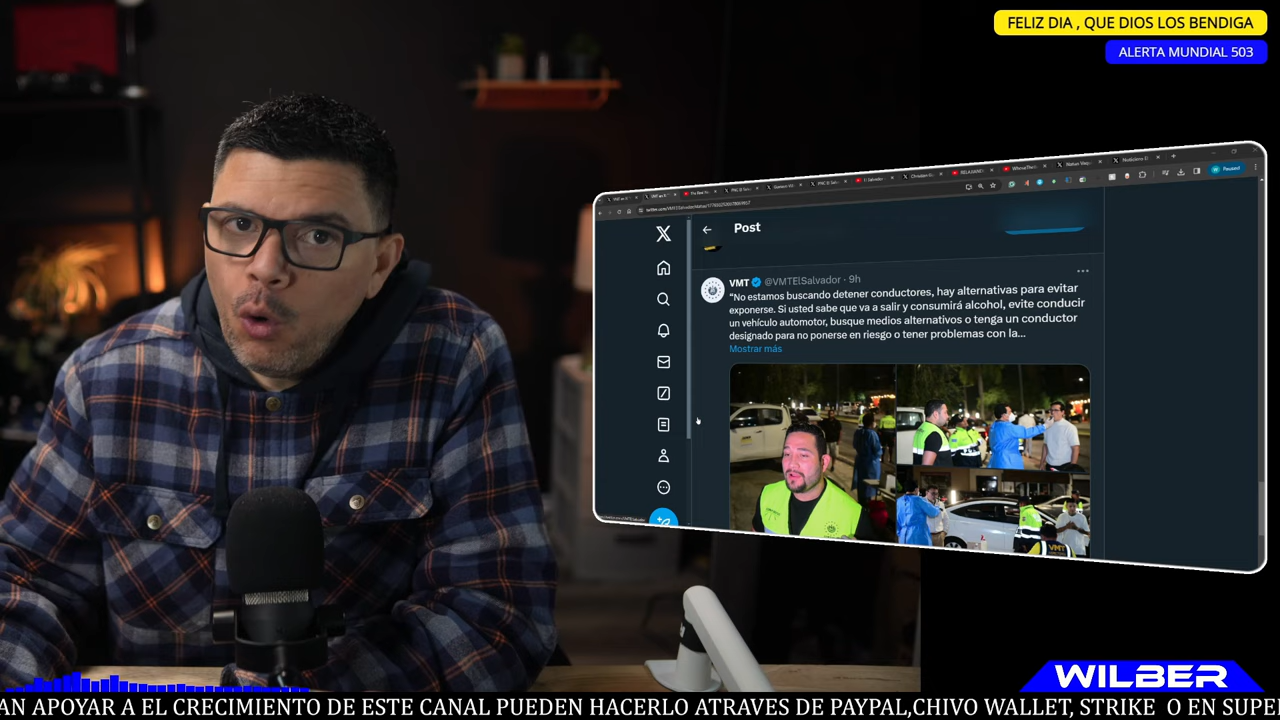 FELIZ DIA , QUE DIOS LOS BENDIGA
ALERTA MUNDIAL 503
Post
VMT @VMTElSalvador · 9h
“No estamos buscando detener conductores, hay alternativas para evitar
exponerse. Si usted sabe que va a salir y consumirá alcohol, evite conducir
un vehículo automotor, busque medios alternativos o tenga un conductor
designado para no ponerse en riesgo o tener problemas con la...
Mostrar más
VMT
WILBER
AN APOYAR A EL CRECIMIENTO DE ESTE CANAL PUEDEN HACERLO ATRAVES DE PAYPAL,CHIVO WALLET, STRIKE O EN SUPE